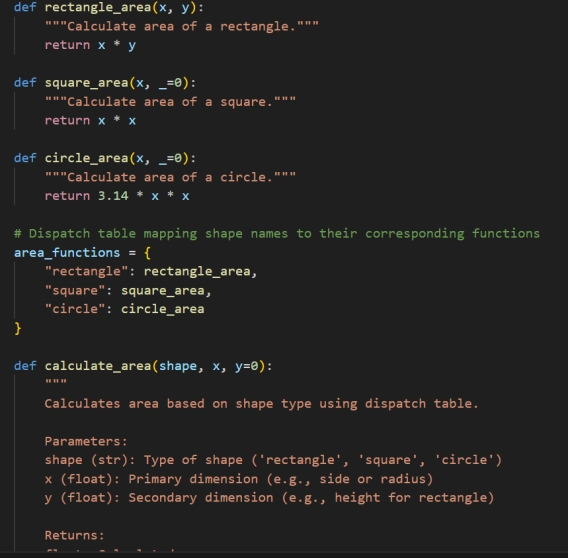 def rectangle_area(x, y):
    """Calculate area of a rectangle."""
    return x * y

def square_area(x, _=0):
    """Calculate area of a square."""
    return x * x

def circle_area(x, _=0):
    """Calculate area of a circle."""
    return 3.14 * x * x

# Dispatch table mapping shape names to their corresponding functions
area_functions = {
    "rectangle": rectangle_area,
    "square": square_area,
    "circle": circle_area
}

def calculate_area(shape, x, y=0):
    """
    Calculates area based on shape type using dispatch table.

    Parameters:
    shape (str): Type of shape ('rectangle', 'square', 'circle')
    x (float): Primary dimension (e.g., side or radius)
    y (float): Secondary dimension (e.g., height for rectangle)

    Returns: